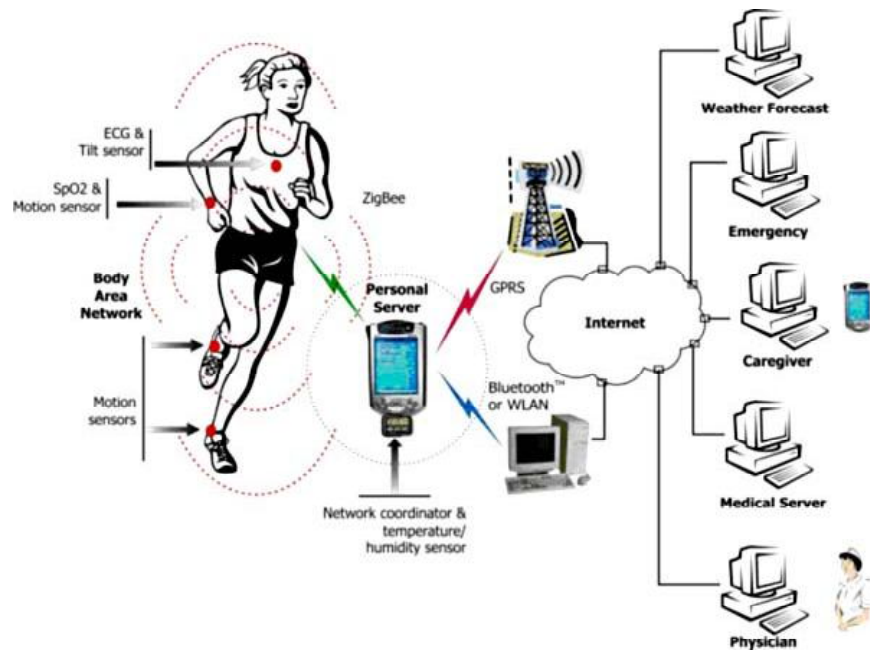 ECG &
Tilt sensor
SpO2 &
Motion sensor
ZigBee
Body
Area
Network
Motion
sensors
Personal
Server
Network coordinator &
temperature/
humidity sensor
GPRS
Bluetooth™
or WLAN
Internet
Weather Forecast
Emergency
Caregiver
Medical Server
Physician